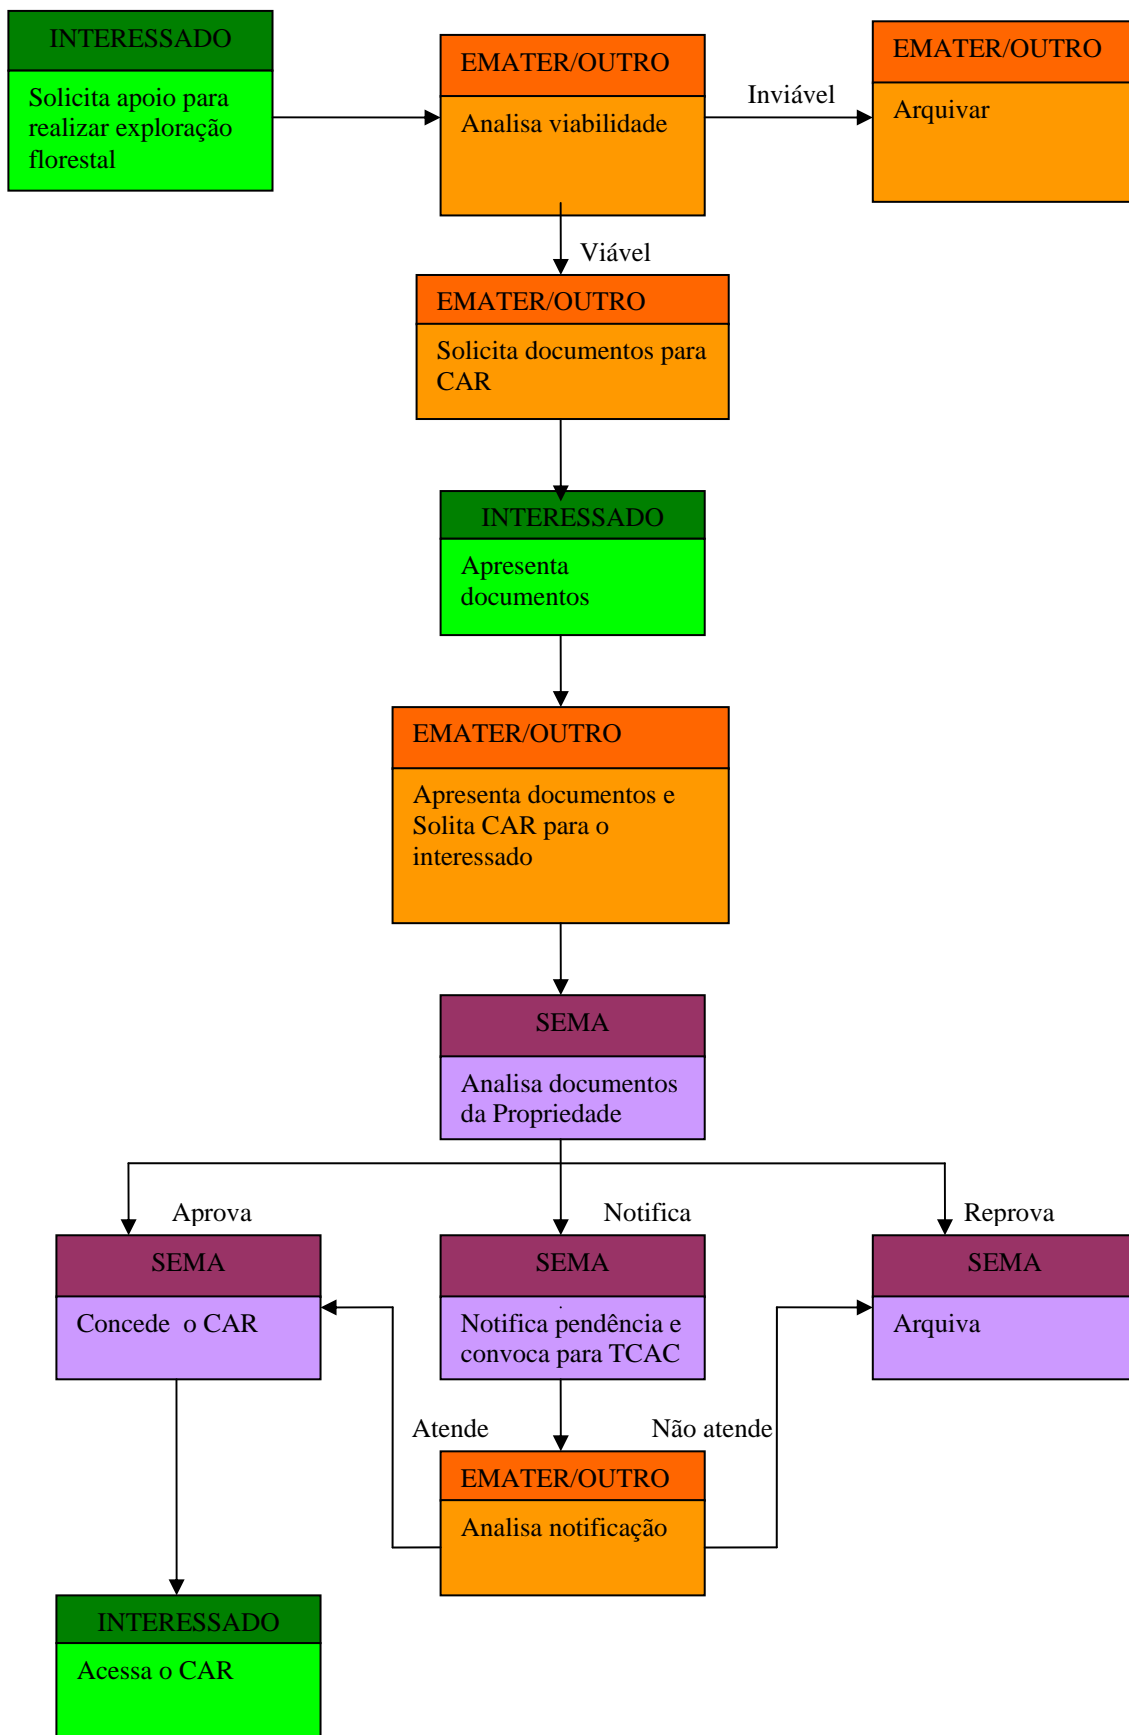 INTERESSADO
Solicita apoio para
realizar exploração
florestal
EMATER/OUTRO
Analisa viabilidade
Inviável
EMATER/OUTRO
Arquivar
Viável
EMATER/OUTRO
Solicita documentos para
CAR
INTERESSADO
Apresenta
documentos
EMATER/OUTRO
Apresenta documentos e
Solita CAR para o
interessado
SEMA
Analisa documentos
da Propriedade
Aprova
Notifica
Reprova
SEMA
Concede o CAR
SEMA
Notifica pendência e
convoca para TCAC
SEMA
Arquiva
Atende
Não atende
EMATER/OUTRO
Analisa notificação
INTERESSADO
Acessa o CAR